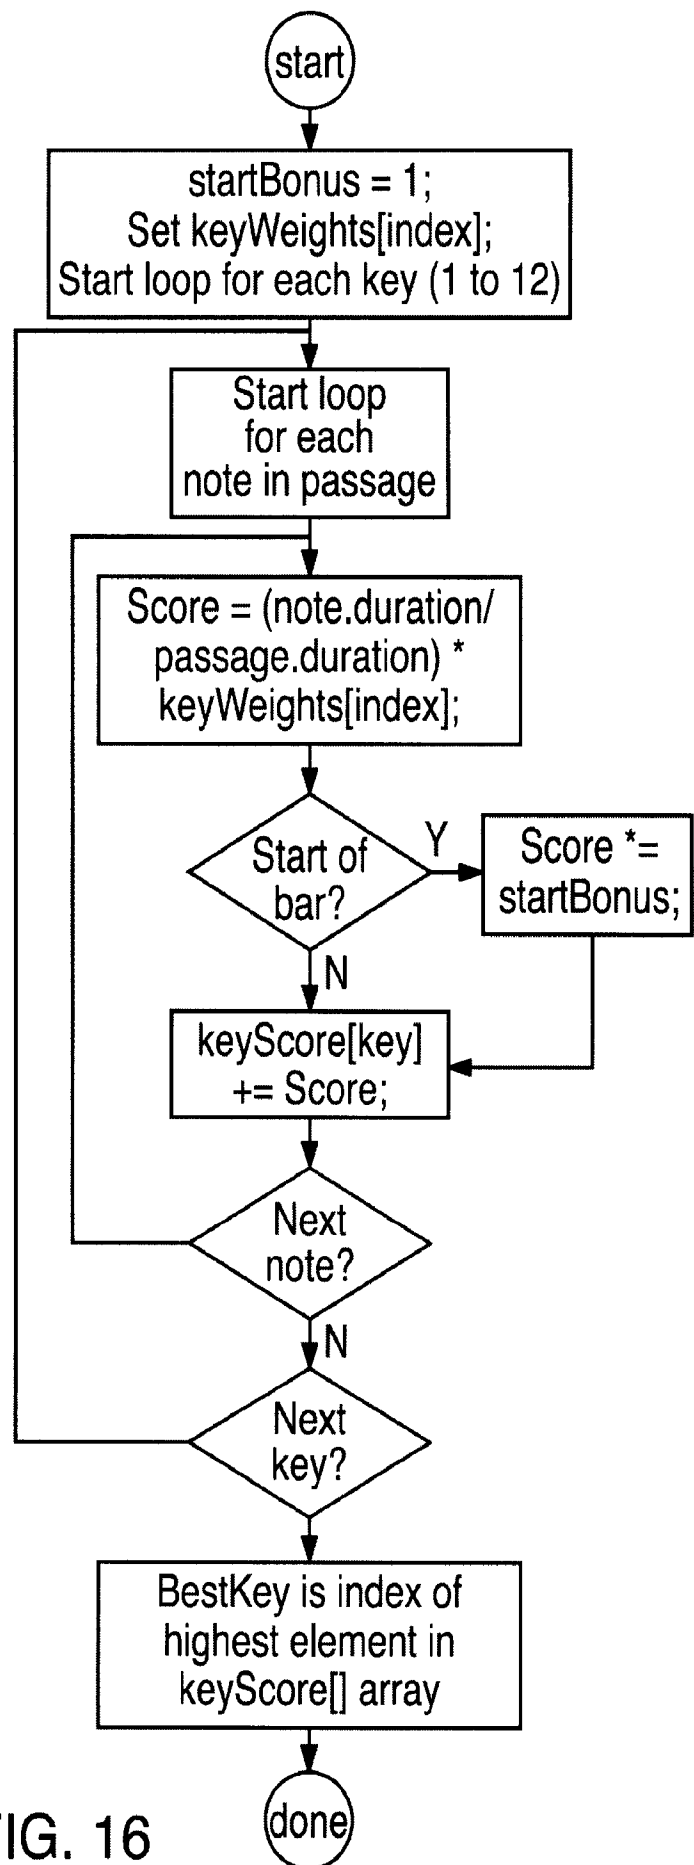 start
startBonus = 1;
Set keyWeights[index];
Start loop for each key (1 to 12)
Start loop
for each
note in passage
Score = (note.duration/
passage.duration) *
keyWeights[index];
Start of
bar?
Y
Score *=
startBonus;
N
keyScore[key]
+= Score;
Next
note?
N
Next
key?
BestKey is index of
highest element in
keyScore[] array
done
IG. 16